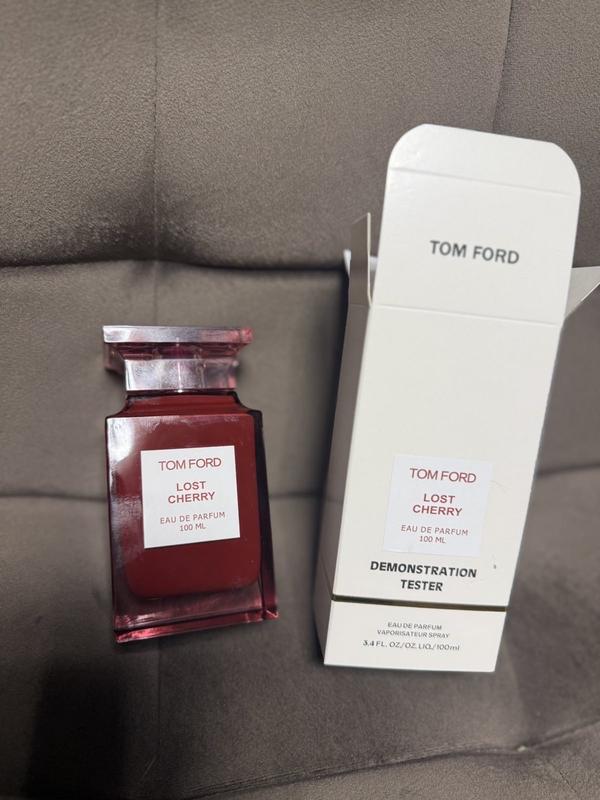 TOM FORD
LOST
CHERRY
EAU DE PARFUM
100 ML
TOM FORD
TOM FORD
LOST
CHERRY
EAU DE PARFUM
100 ML
DEMONSTRATION
TESTER
EAU DE PARFUM
VAPORISATEUR SPRAY
3.4 FL. OZ./OZ. LIQ./100ml